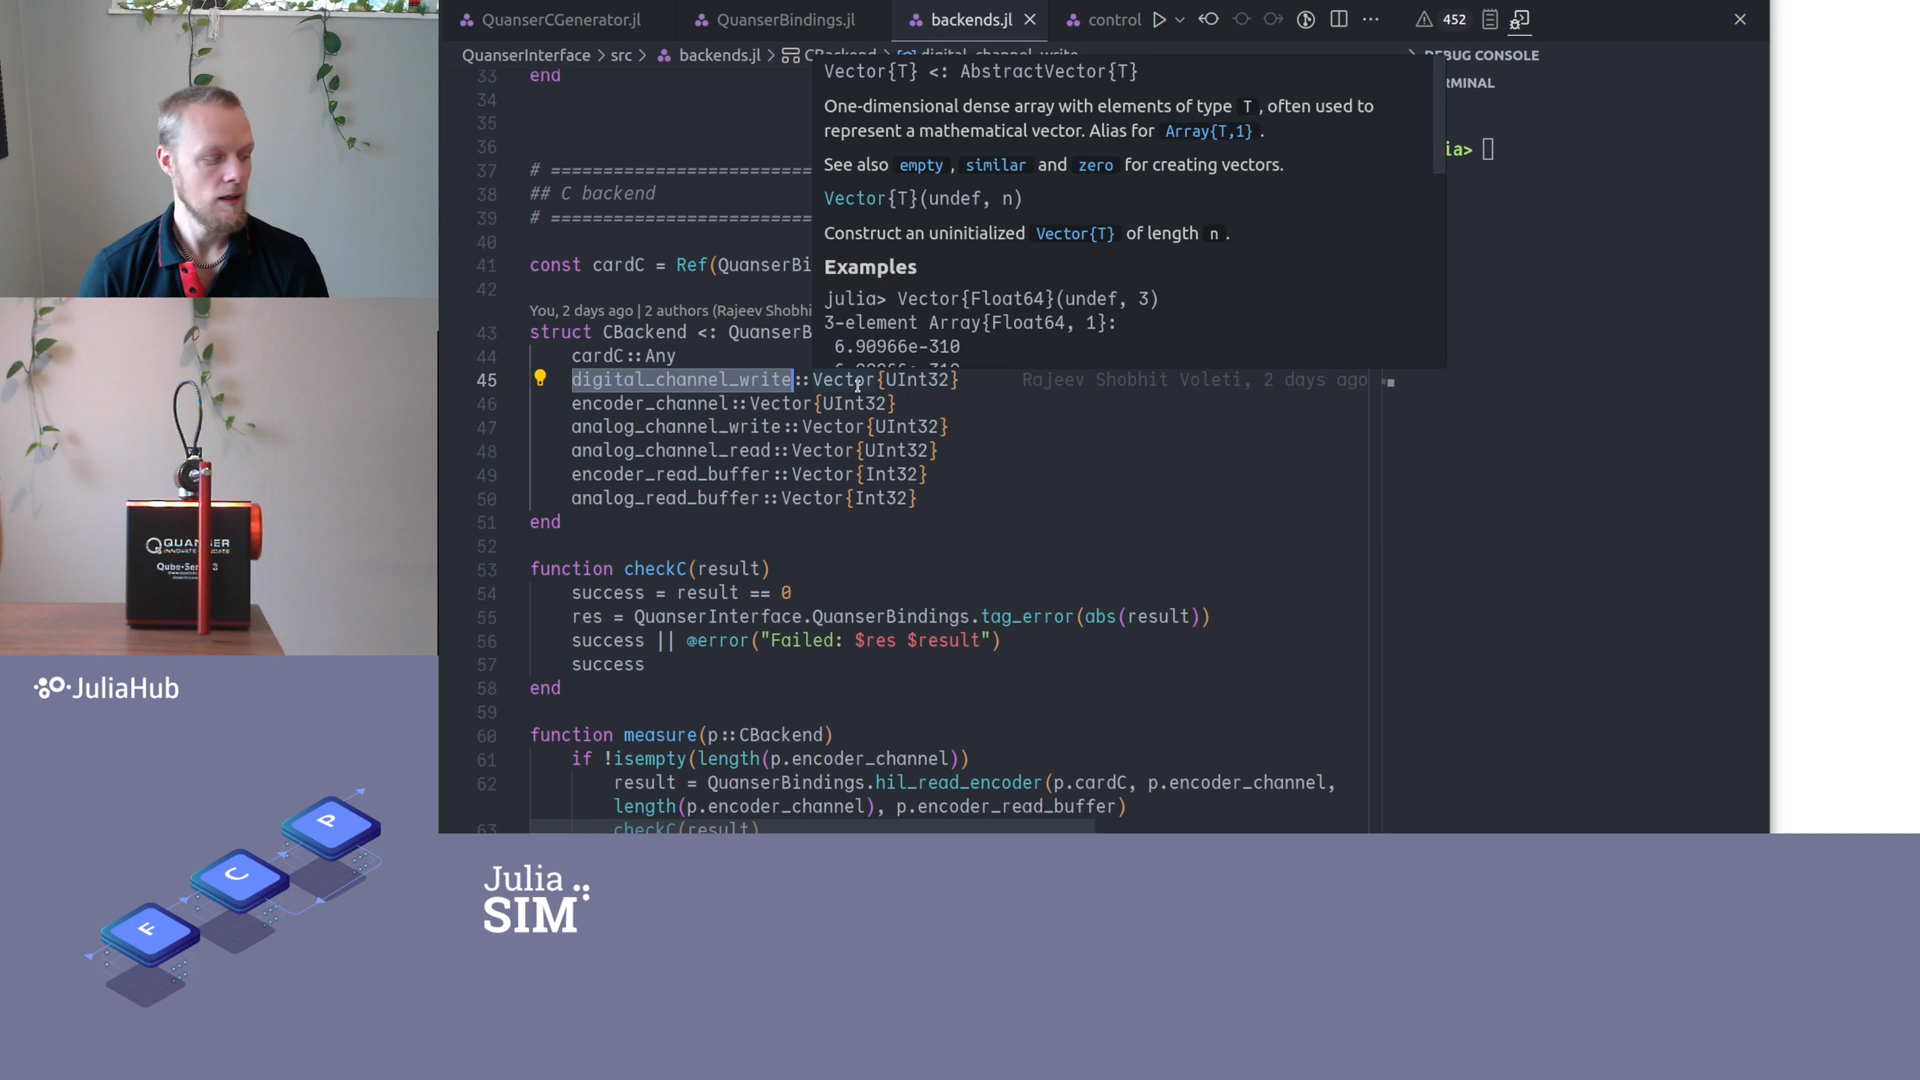 QuanserCGenerator.jl
QuanserBindings.jl
backends.jl
control
452
QuanserInterface > src > backends.jl >
digital_channel_write
DEBUG CONSOLE
Vector{T} <: AbstractVector{T}
One-dimensional dense array with elements of type T, often used to
represent a mathematical vector. Alias for Array{T,1}.
See also empty, similar and zero for creating vectors.
Vector{T}(undef, n)
Construct an uninitialized Vector{T} of length n.
Examples
julia> Vector{Float64}(undef, 3)
3-element Array{Float64, 1}:
6.90966e-310
RMINAL
ia>
33 end
34
35
36
37 # =========================
38 ## C backend
39 # =========================
40
41 const cardC = Ref(QuanserBi
42
You, 2 days ago | 2 authors (Rajeev Shobhi
43 struct CBackend <: QuanserB
44 cardC::Any
45 digital_channel_write::Vector{UInt32} Rajeev Shobhit Voleti, 2 days ago
46 encoder_channel::Vector{UInt32}
47 analog_channel_write::Vector{UInt32}
48 analog_channel_read::Vector{UInt32}
49 encoder_read_buffer::Vector{Int32}
50 analog_read_buffer::Vector{Int32}
51 end
52
53 function checkC(result)
54 success = result == 0
55 res = QuanserInterface.QuanserBindings.tag_error(abs(result))
56 success || @error("Failed: $res $result")
57 success
58 end
59
60 function measure(p::CBackend)
61 if !isempty(length(p.encoder_channel))
62 result = QuanserBindings.hil_read_encoder(p.cardC, p.encoder_channel,
length(p.encoder_channel), p.encoder_read_buffer)
63 checkC(result)
QUANSER
JuliaHub
P
C
F
Julia
SIM